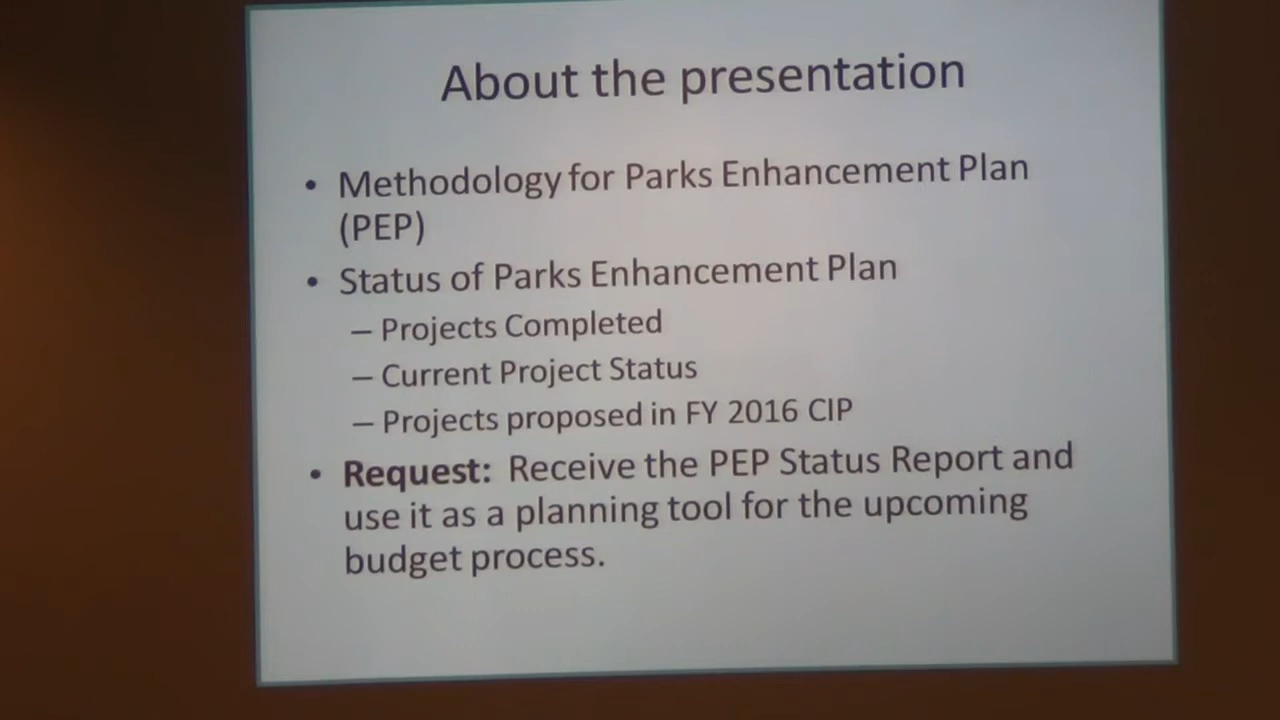 About the presentation
• Methodology for Parks Enhancement Plan
(PEP)
• Status of Parks Enhancement Plan
– Projects Completed
– Current Project Status
– Projects proposed in FY 2016 CIP
• Request: Receive the PEP Status Report and
use it as a planning tool for the upcoming
budget process.